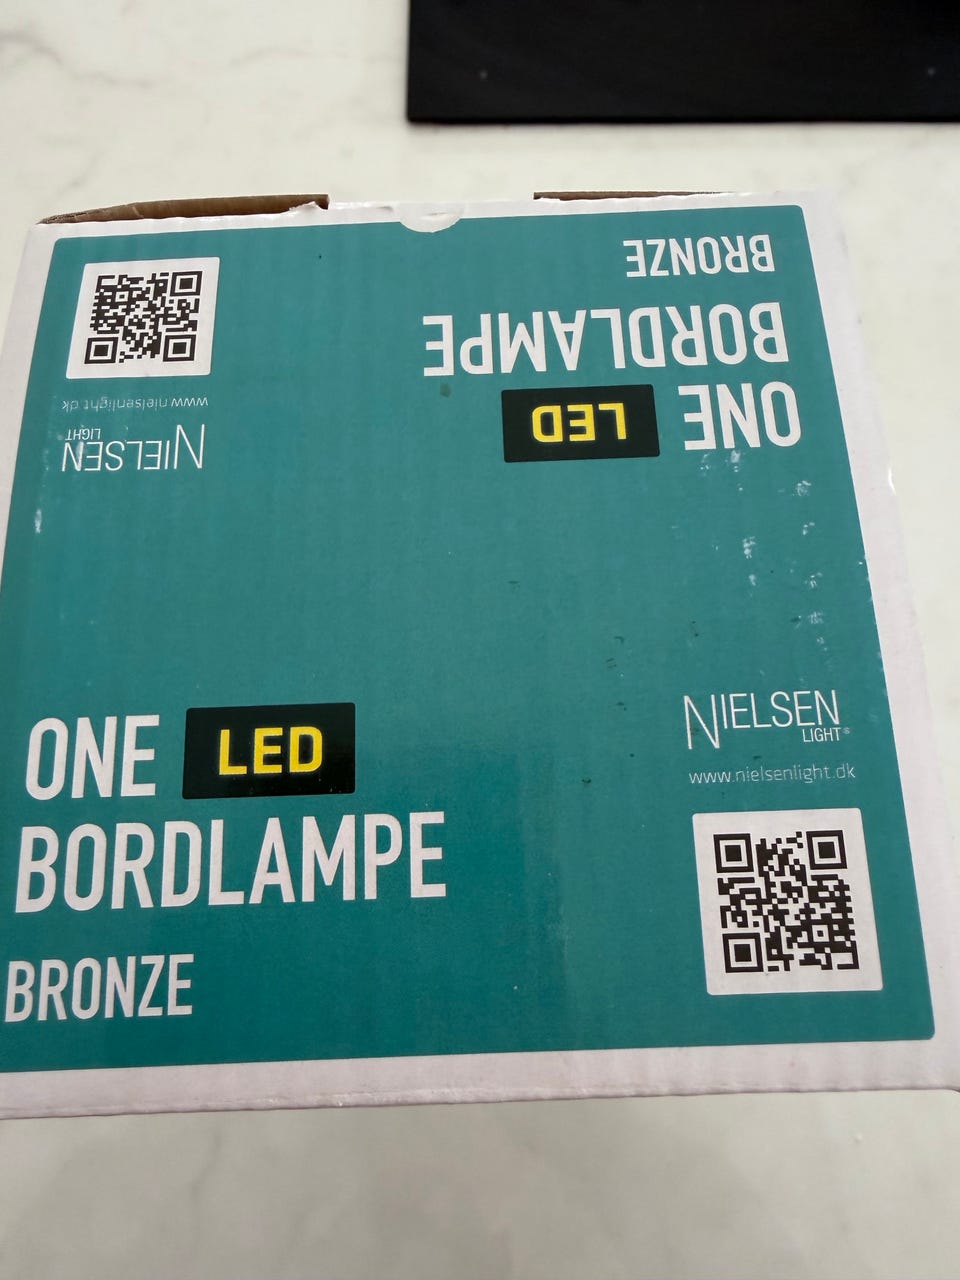 BRONZE
BORDLAMPE
ONE LED
www.nielsenlight.dk
NIELSEN
LIGHT
ONE LED
BORDLAMPE
BRONZE
NIELSEN
LIGHT®
www.nielsenlight.dk